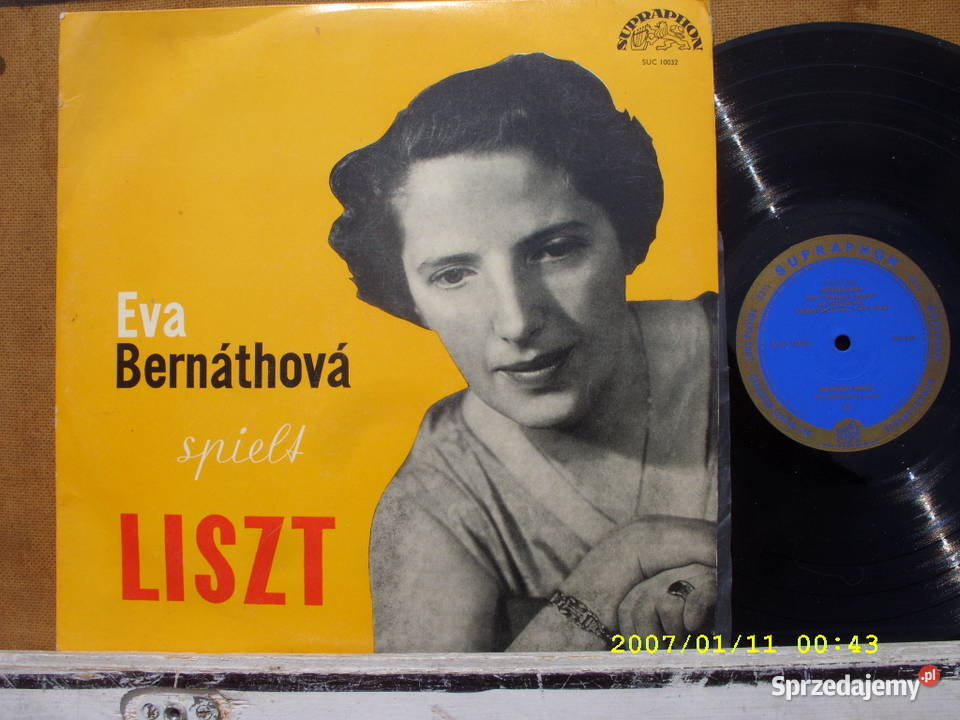 SUPRAPHON
SUC 10032
Eva
Bernáthová
spielt
LISZT
SUPRAPHON
2007/01/11 00:43
Sprzedajemy.pl